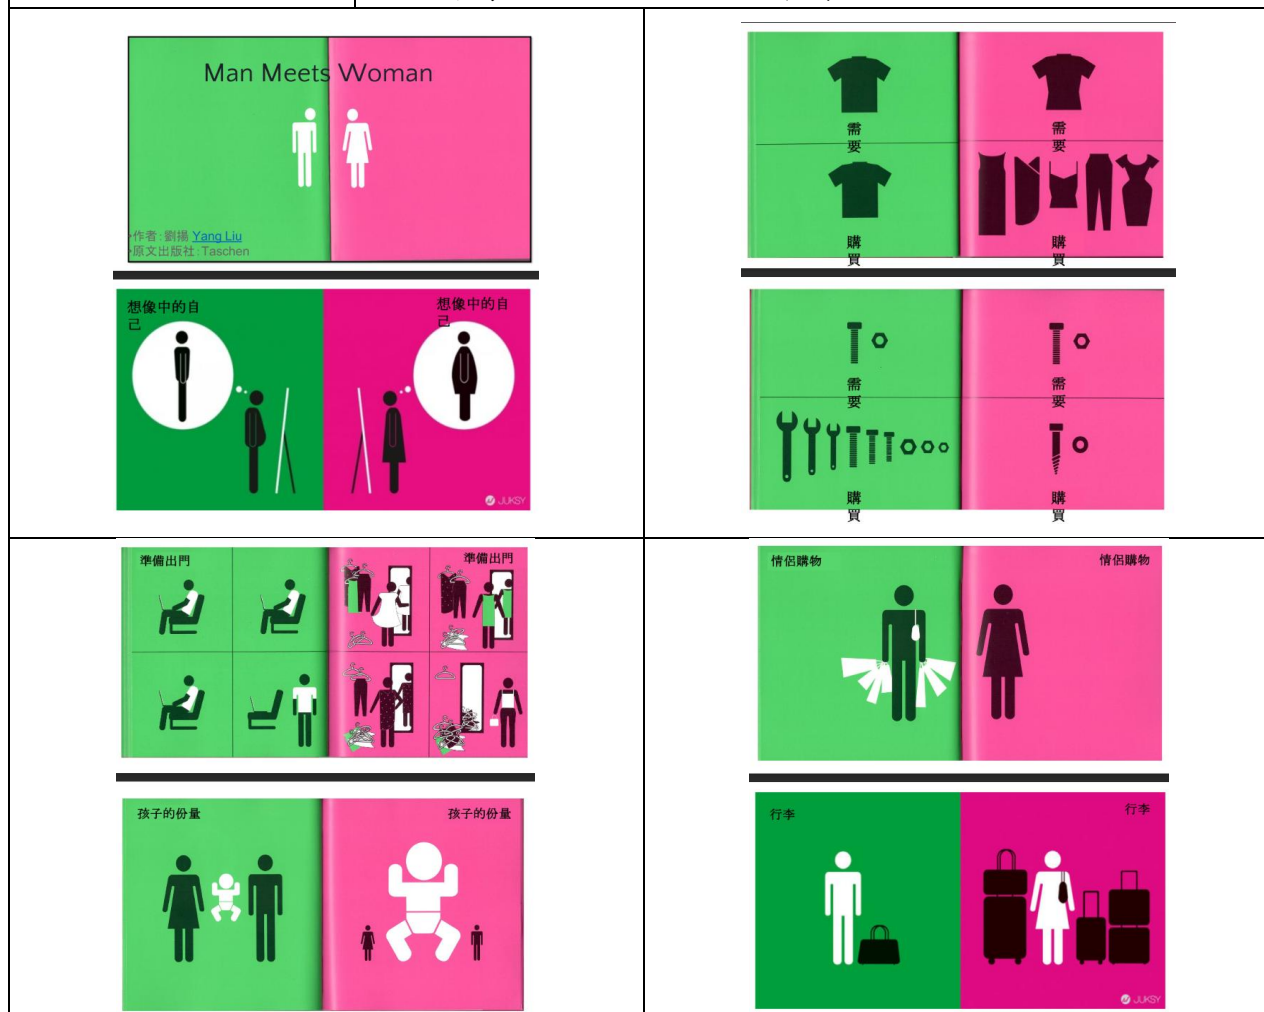 Man Meets Woman
作者：劉揚 Yang Liu
原文出版社：Taschen
想像中的自
己
想像中的自
己
JUKSY
需
要
需
要
購
買
購
買
需
要
需
要
購
買
購
買
準備出門
準備出門
孩子的份量
孩子的份量
情侶購物
情侶購物
行李
行李
JUKSY